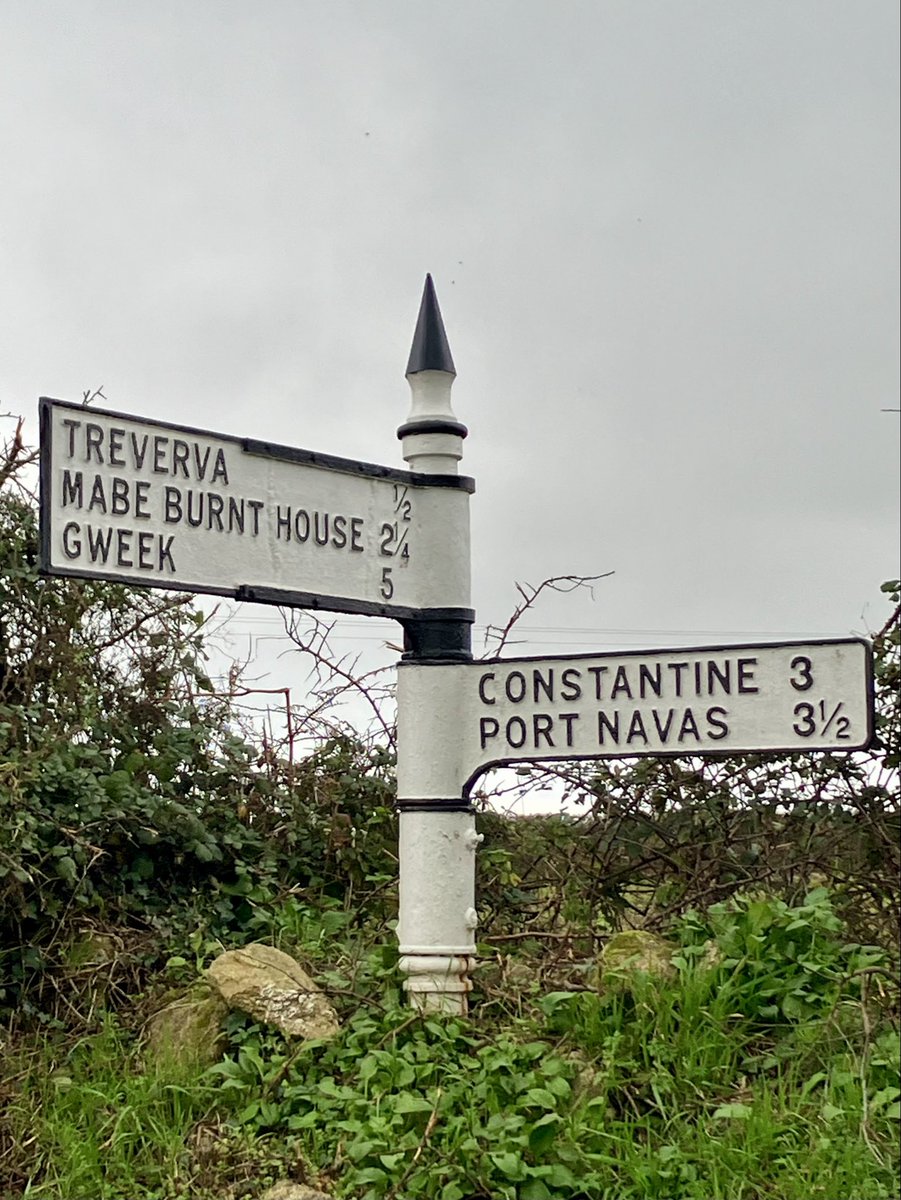 TREVERVA ½
MABE BURNT HOUSE 2¼
GWEEK 5
CONSTANTINE 3
PORT NAVAS 3½